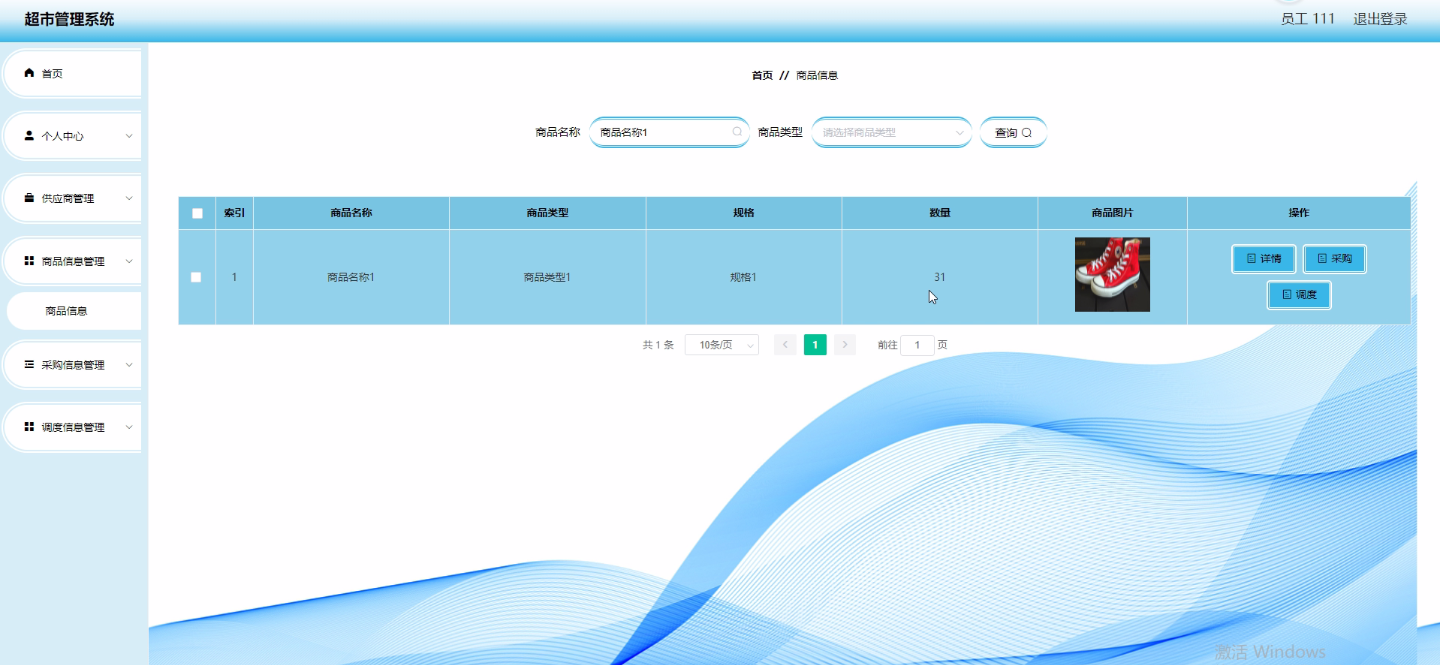 超市管理系统
员工 111 退出登录
首页
个人中心
供应商管理
商品信息管理
商品信息
采购信息管理
调度信息管理
首页 // 商品信息
商品名称 商品名称1 商品类型 请选择商品类型 查询
索引 商品名称 商品类型 规格 数量 商品图片 操作
1 商品名称1 商品类型1 规格1 31 详情 采购
调度
共 1 条 10条/页 1 前往 1 页
激活 Windows